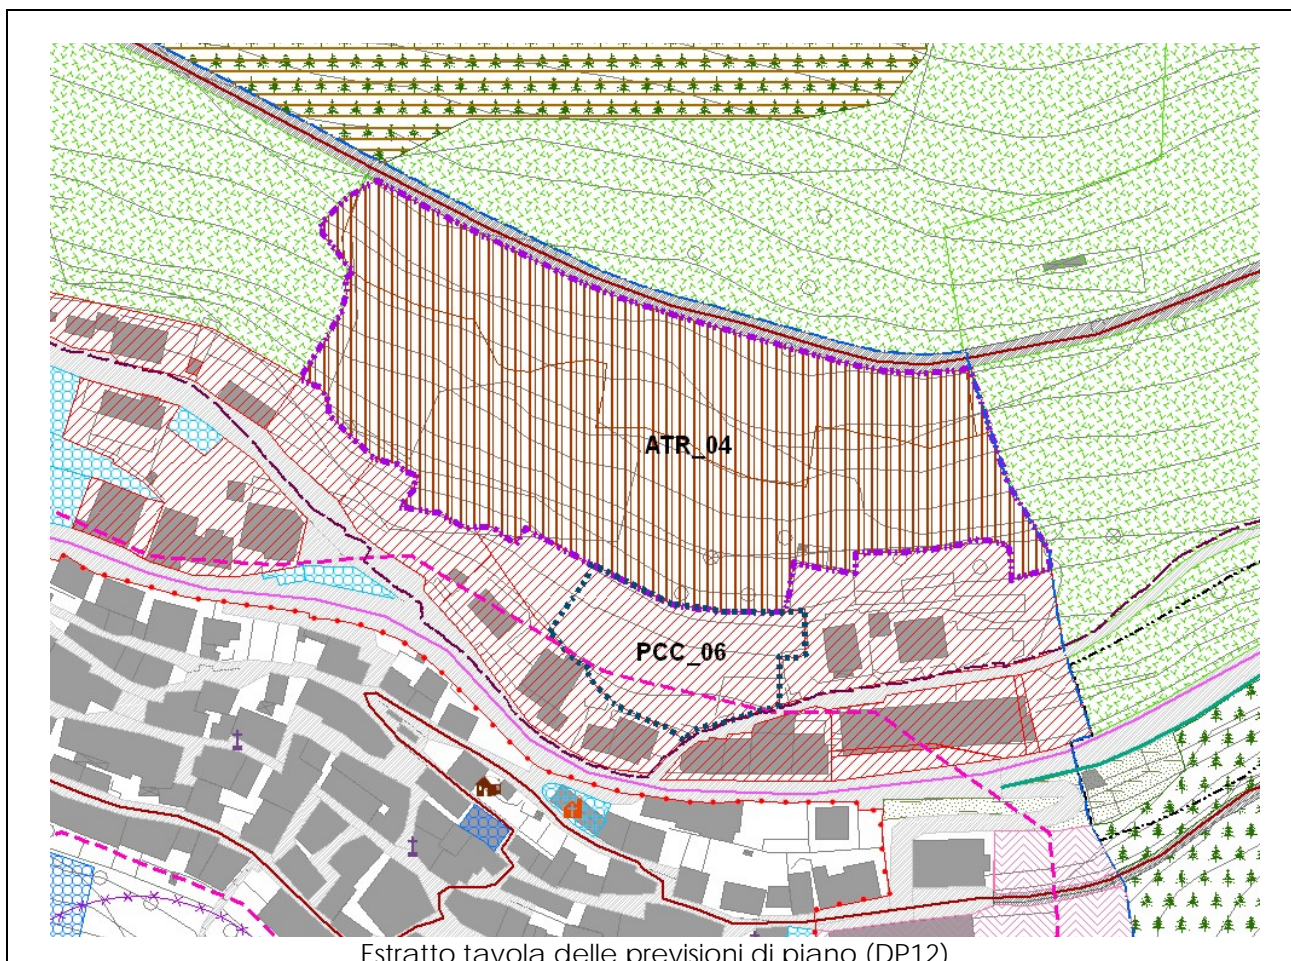 ATR_04
PCC_06
Estratto tavola delle previsioni di piano (DP12)